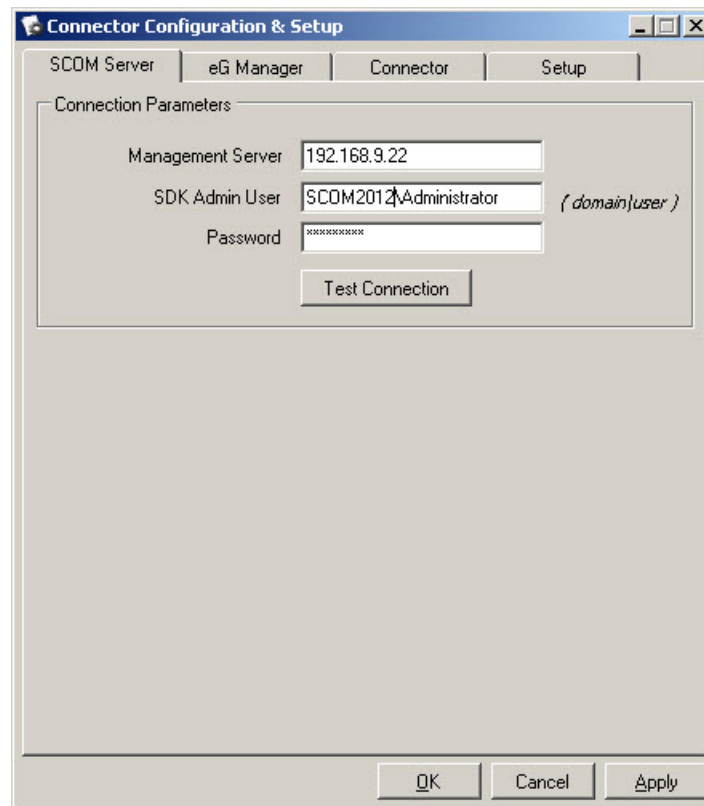 Connector Configuration & Setup
SCOM Server eG Manager Connector Setup
Connection Parameters
Management Server 192.168.9.22
SDK Admin User SCOM2012\Administrator ( domain|user )
Password *********
Test Connection
OK Cancel Apply